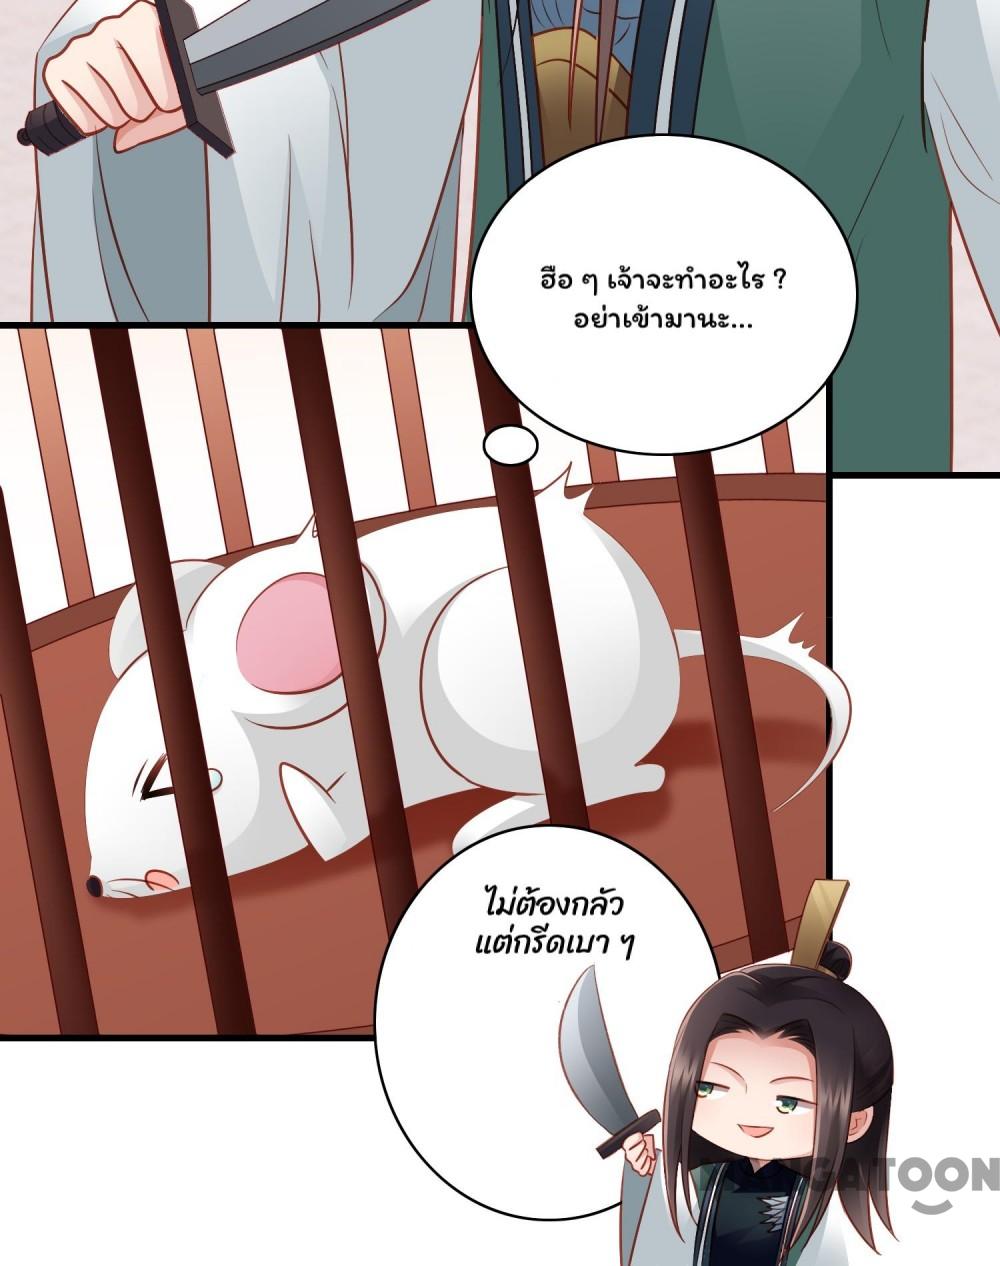 ฮือ ๆ เจ้าจะทำอะไร ?
อย่าเข้ามานะ...
ไม่ต้องกลัว
แต่กรีดเบา ๆ
MANGATOON